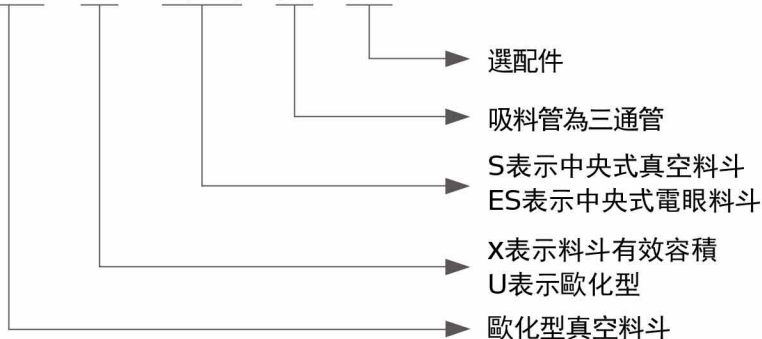 選配件
吸料管為三通管
S表示中央式真空料斗
ES表示中央式電眼料斗
X表示料斗有效容積
U表示歐化型
歐化型真空料斗